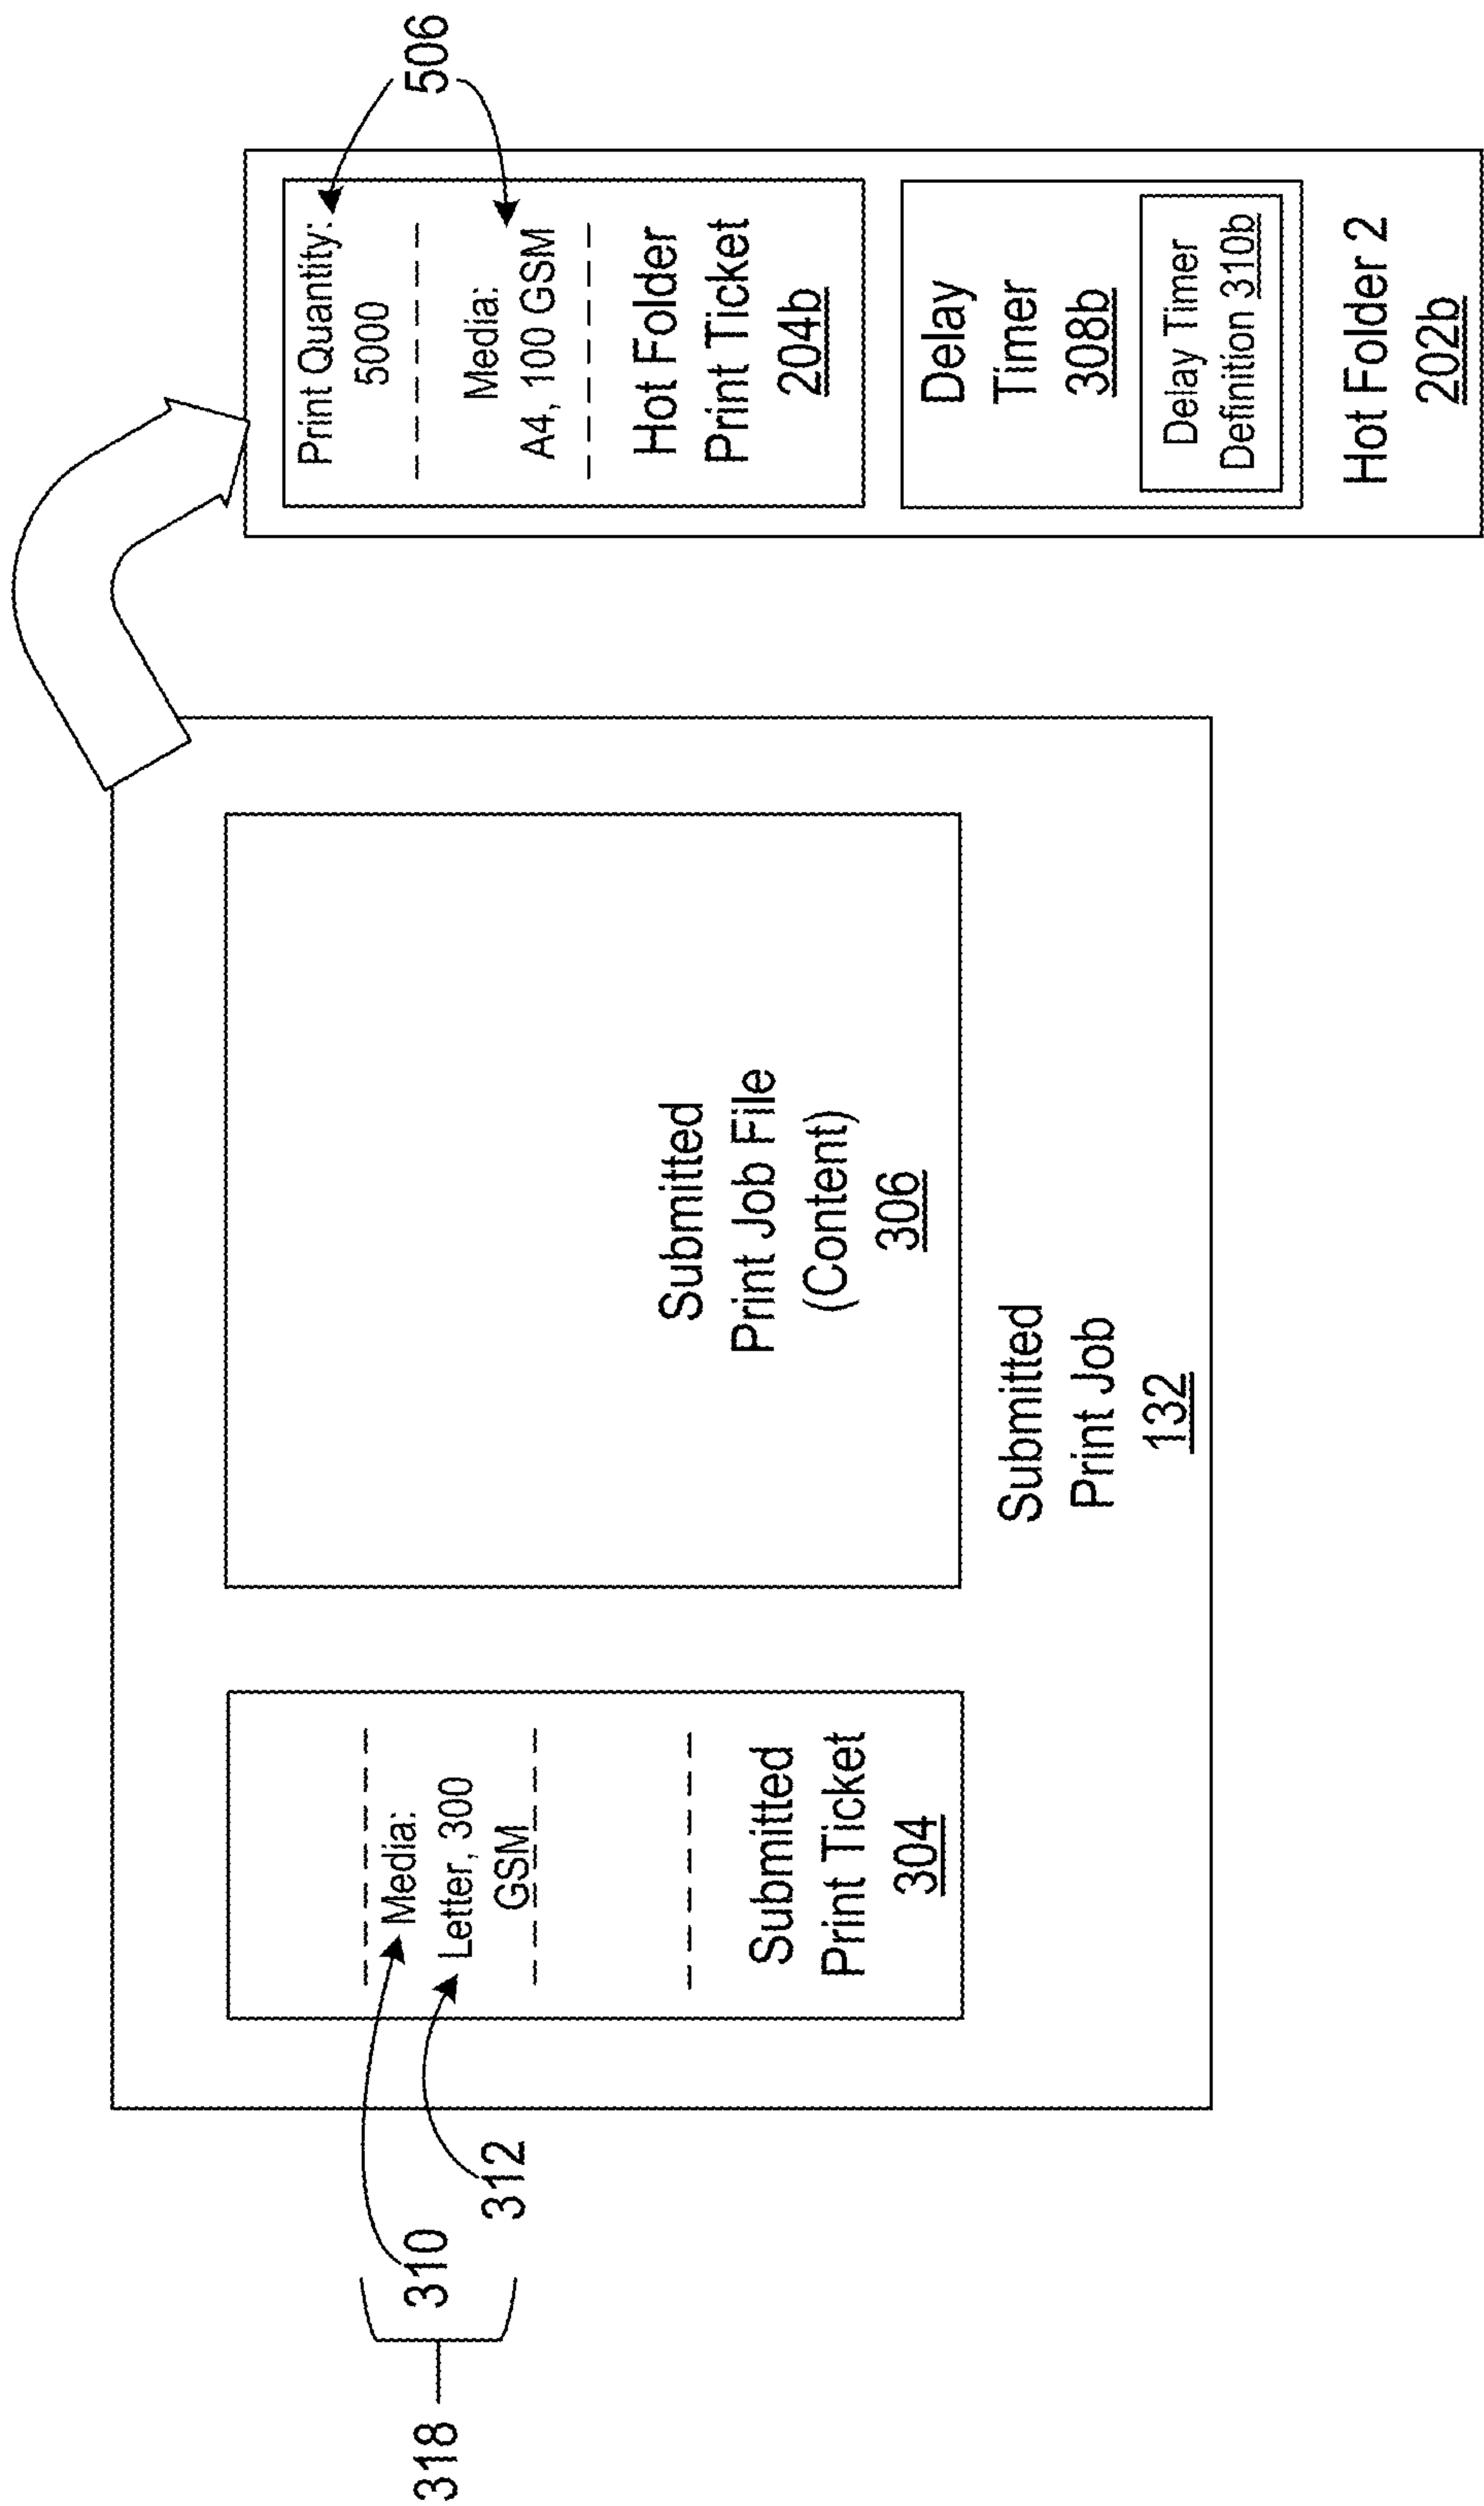 318
310
312
Media:
Letter, 300
GSM
Submitted
Print Ticket
304
Submitted
Print Job File
(Content)
306
Submitted
Print Job
132
506
Print Quantity:
5000
Media:
A4, 100 GSM
Hot Folder
Print Ticket
204b
Delay
Timer
308b
Delay Timer
Definition 310b
Hot Folder 2
202b